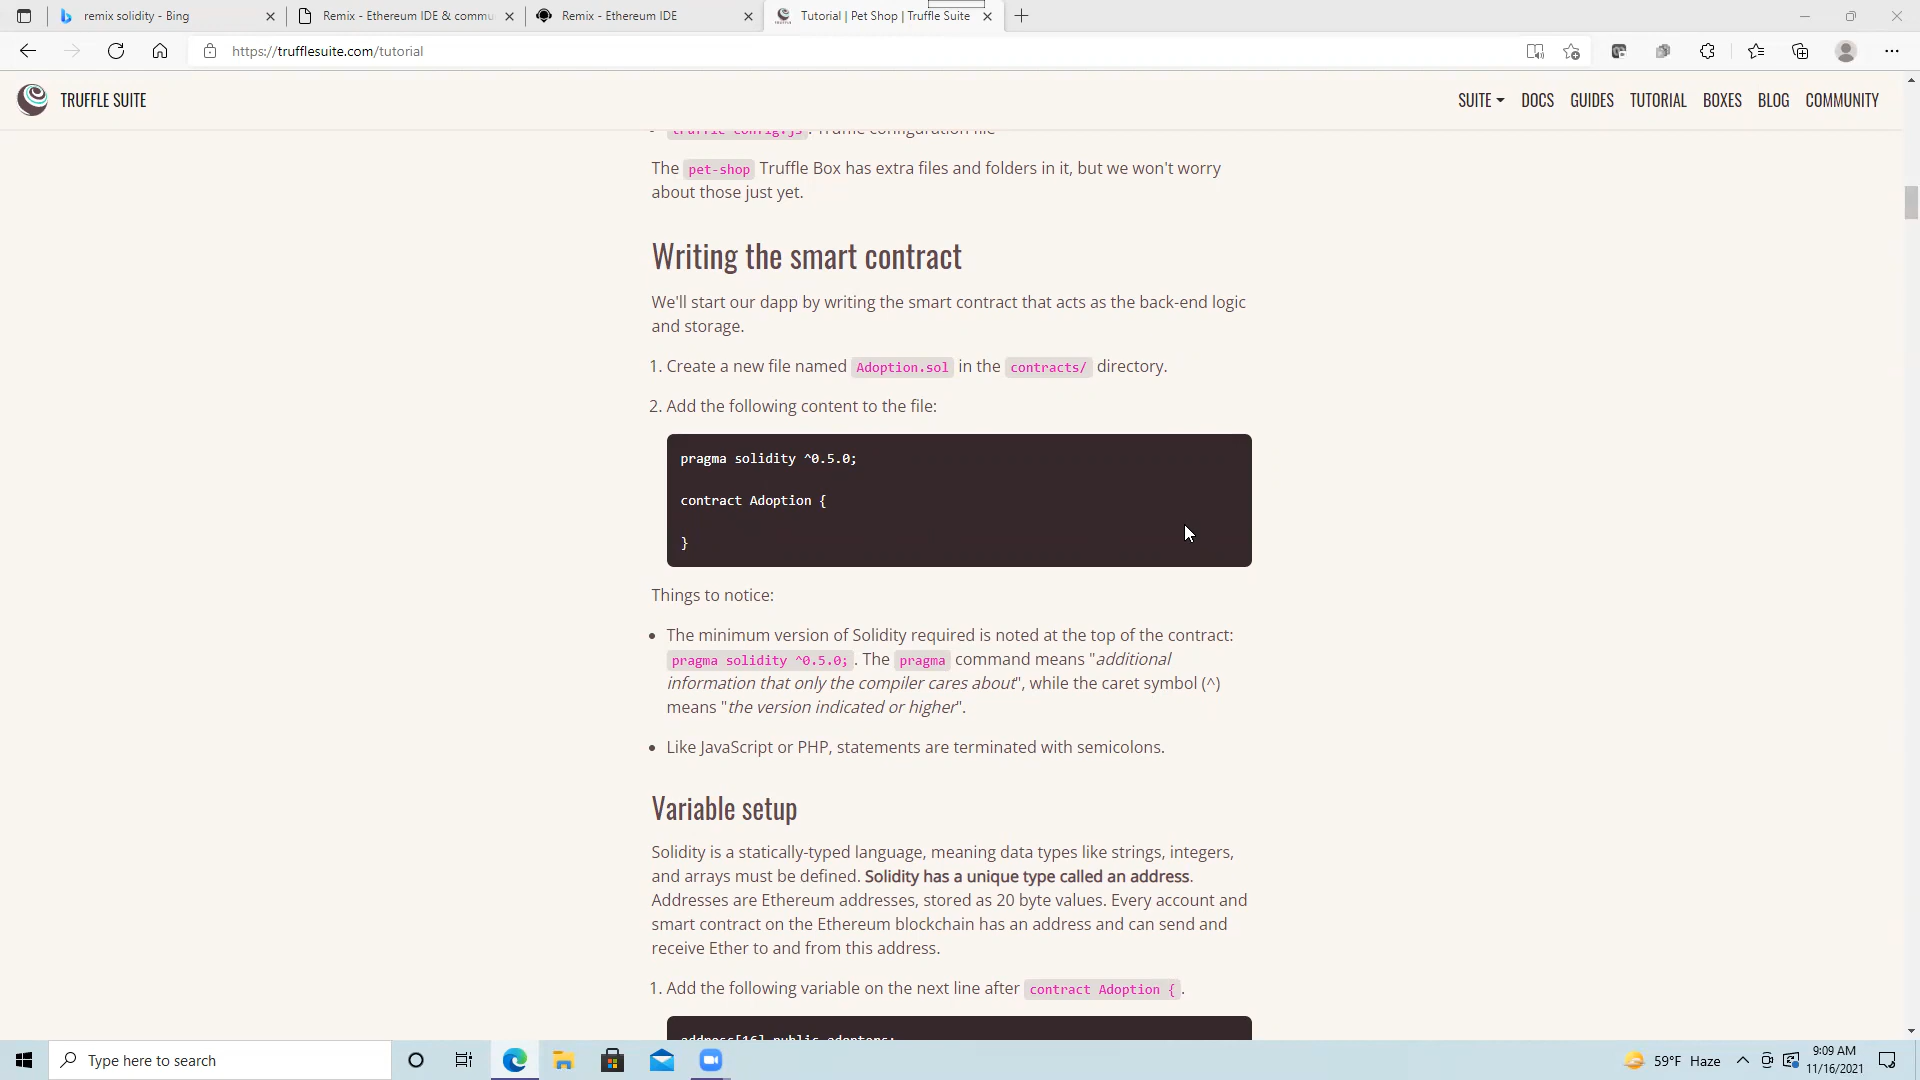 remix solidity - Bing
Remix - Ethereum IDE & commu
Remix - Ethereum IDE
Tutorial | Pet Shop | Truffle Suite
https://trufflesuite.com/tutorial
TRUFFLE SUITE
SUITE
DOCS
GUIDES
TUTORIAL
BOXES
BLOG
COMMUNITY
truffle-config.js : Truffle configuration file
The pet-shop Truffle Box has extra files and folders in it, but we won't worry
about those just yet.
Writing the smart contract
We'll start our dapp by writing the smart contract that acts as the back-end logic
and storage.
1. Create a new file named Adoption.sol in the contracts/ directory.
2. Add the following content to the file:
pragma solidity ^0.5.0;
contract Adoption {
}
Things to notice:
• The minimum version of Solidity required is noted at the top of the contract:
pragma solidity ^0.5.0; . The pragma command means "additional
information that only the compiler cares about", while the caret symbol (^)
means "the version indicated or higher".
• Like JavaScript or PHP, statements are terminated with semicolons.
Variable setup
Solidity is a statically-typed language, meaning data types like strings, integers,
and arrays must be defined. Solidity has a unique type called an address.
Addresses are Ethereum addresses, stored as 20 byte values. Every account and
smart contract on the Ethereum blockchain has an address and can send and
receive Ether to and from this address.
1. Add the following variable on the next line after contract Adoption { .
address[16] public adopters;
Type here to search
59°F Haze
9:09 AM
11/16/2021